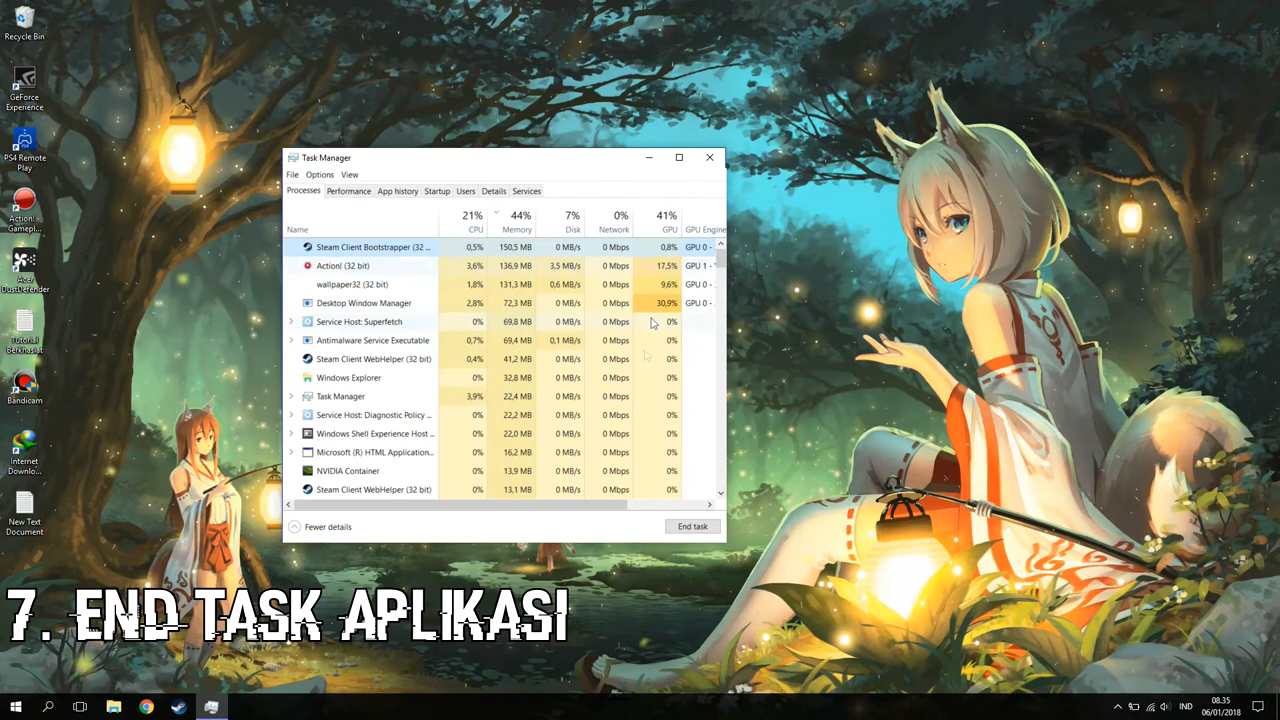 Recycle Bin
GeForce
Experience
PS4 Remote
Play
Action! -
Gamepl...
Acer
DustDefender
Tutorial
Berkhasiat
Bandicam
Internet
Downlo...
New Text
Document
Task Manager
File Options View
Processes Performance App history Startup Users Details Services
21% 44% 7% 0% 41%
Name CPU Memory Disk Network GPU GPU Engine
Steam Client Bootstrapper (32 ... 0,5% 150,5 MB 0 MB/s 0 Mbps 0,8% GPU 0 -
Action! (32 bit) 3,6% 136,9 MB 3,5 MB/s 0 Mbps 17,5% GPU 1 -
wallpaper32 (32 bit) 1,8% 131,3 MB 0,6 MB/s 0 Mbps 9,6% GPU 0 -
Desktop Window Manager 2,8% 72,3 MB 0 MB/s 0 Mbps 30,9% GPU 0 -
Service Host: Superfetch 0% 69,8 MB 0 MB/s 0 Mbps 0%
Antimalware Service Executable 0,7% 69,4 MB 0,1 MB/s 0 Mbps 0%
Steam Client WebHelper (32 bit) 0,4% 41,2 MB 0 MB/s 0 Mbps 0%
Windows Explorer 0% 32,8 MB 0 MB/s 0 Mbps 0%
Task Manager 3,9% 22,4 MB 0 MB/s 0 Mbps 0%
Service Host: Diagnostic Policy ... 0% 22,2 MB 0 MB/s 0 Mbps 0%
Windows Shell Experience Host ... 0% 22,0 MB 0 MB/s 0 Mbps 0%
Microsoft (R) HTML Application... 0% 16,2 MB 0 MB/s 0 Mbps 0%
NVIDIA Container 0% 13,9 MB 0 MB/s 0 Mbps 0%
Steam Client WebHelper (32 bit) 0% 13,1 MB 0 MB/s 0 Mbps 0%
Fewer details End task
7. END TASK APLIKASI
IND
08.35
06/01/2018